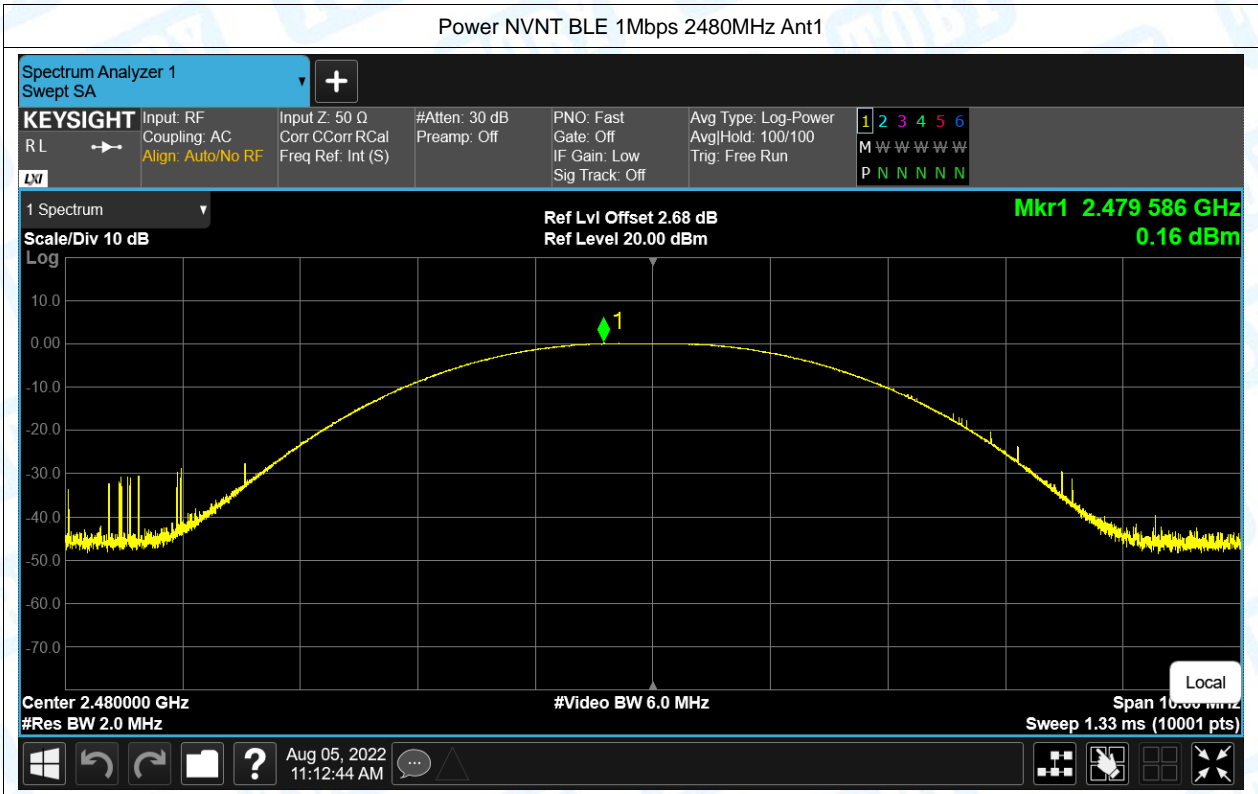 Power NVNT BLE 1Mbps 2480MHz Ant1
Spectrum Analyzer 1
Swept SA
KEYSIGHT
RL
LXI
Input: RF
Coupling: AC
Align: Auto/No RF
Input Z: 50 Ω
Corr CCorr RCal
Freq Ref: Int (S)
#Atten: 30 dB
Preamp: Off
PNO: Fast
Gate: Off
IF Gain: Low
Sig Track: Off
Avg Type: Log-Power
Avg|Hold: 100/100
Trig: Free Run
1 2 3 4 5 6
M W W W W W
P N N N N N
1 Spectrum
Scale/Div 10 dB
Ref Lvl Offset 2.68 dB
Ref Level 20.00 dBm
Mkr1 2.479 586 GHz
0.16 dBm
Log
10.0
0.00
-10.0
-20.0
-30.0
-40.0
-50.0
-60.0
-70.0
1
Center 2.480000 GHz
#Res BW 2.0 MHz
#Video BW 6.0 MHz
Span 10.00 MHz
Sweep 1.33 ms (10001 pts)
Local
?
Aug 05, 2022
11:12:44 AM